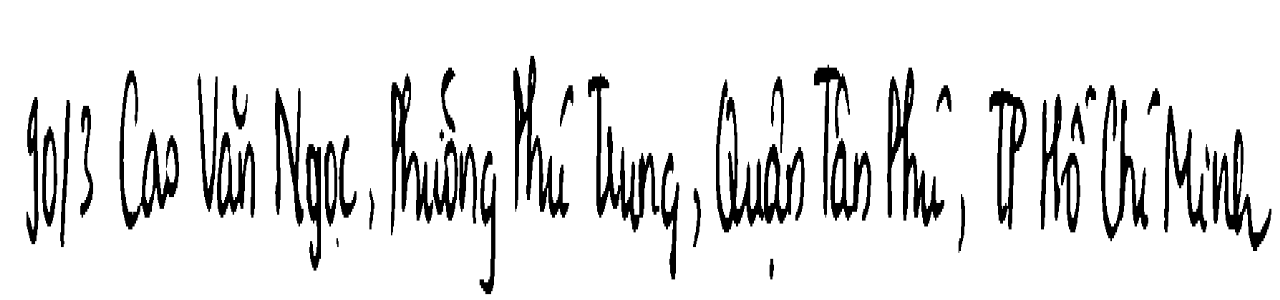 90/3 Cao Văn Ngọc, Phường Phú Trung, Quận Tân Phú, TP Hồ Chí Minh